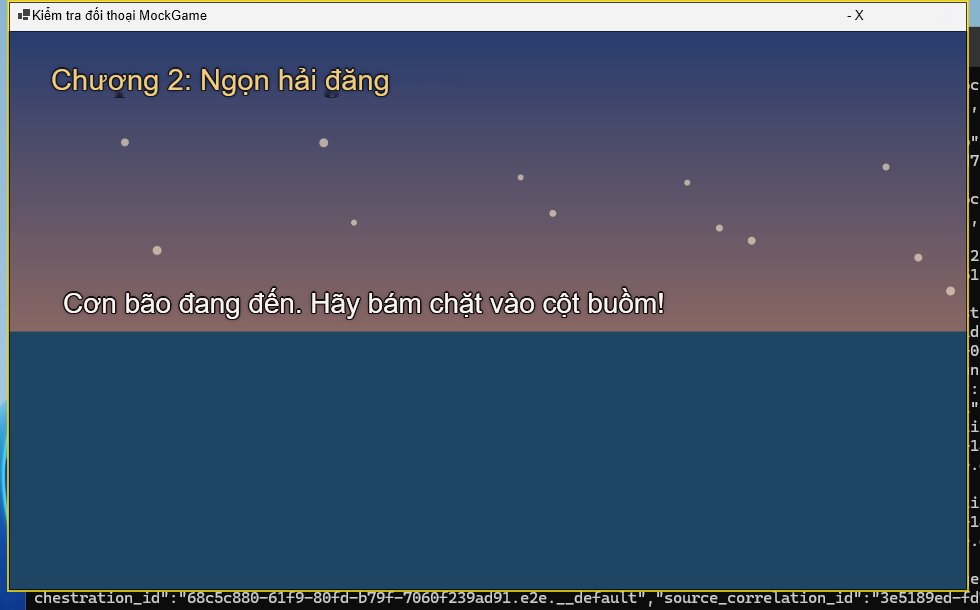 Kiểm tra đối thoại MockGame
- X
Chương 2: Ngọn hải đăng
Cơn bão đang đến. Hãy bám chặt vào cột buồm!
chestration_id":"68c5c880-61f9-80fd-b79f-7060f239ad91.e2e.__default","source_correlation_id":"3e5189ed-f